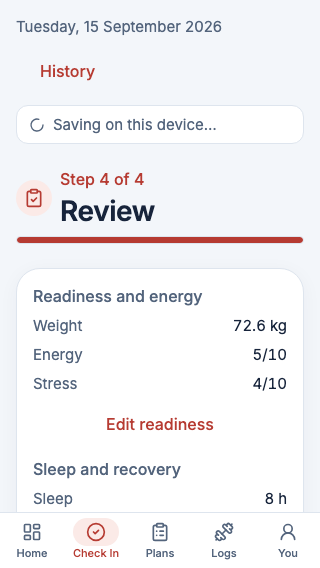 Tuesday, 15 September 2026
History
Saving on this device...
Step 4 of 4
Review
Readiness and energy
Weight 72.6 kg
Energy 5/10
Stress 4/10
Edit readiness
Sleep and recovery
Sleep 8 h
Home Check In Plans Logs You